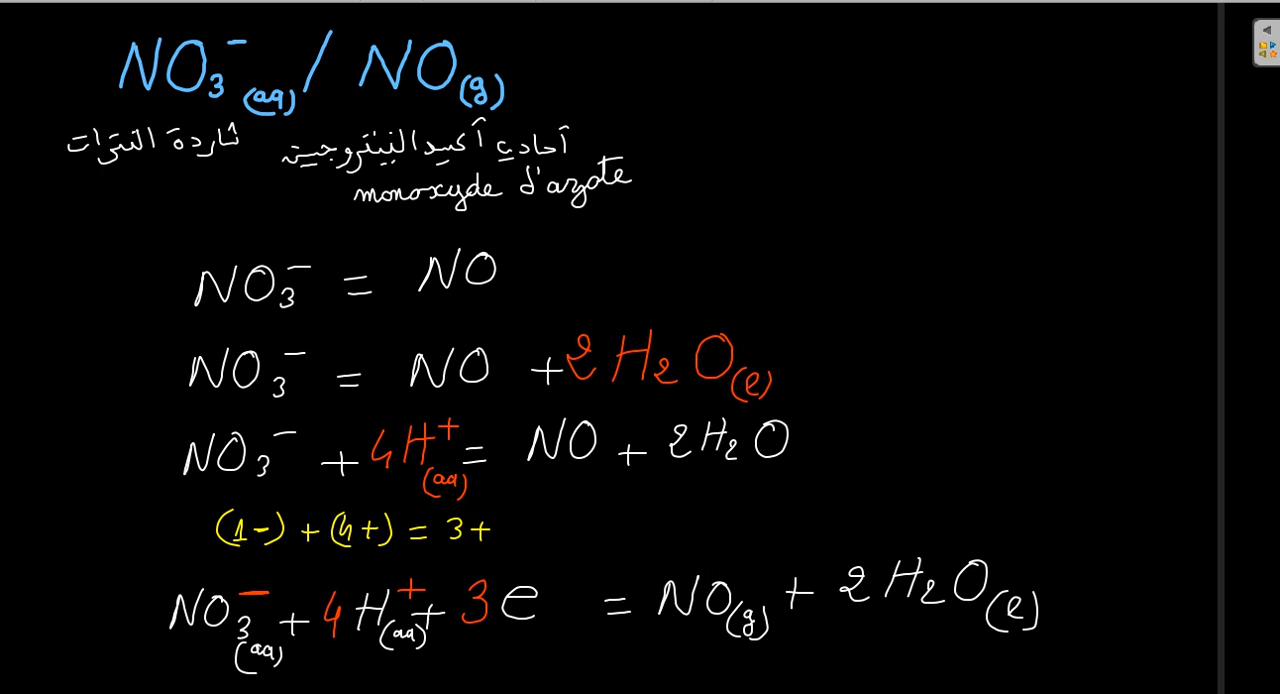 NO₃⁻(aq) / NO(g)
ثاردة النترات أحادي أكسيد النيتروجين
monoxyde d'azote
NO₃⁻ = NO
NO₃⁻ = NO + 2H₂O(l)
NO₃⁻ + 4H⁺(aq) = NO + 2H₂O
(1-) + (4+) = 3+
NO₃⁻(aq) + 4H⁺(aq) + 3e = NO(g) + 2H₂O(l)